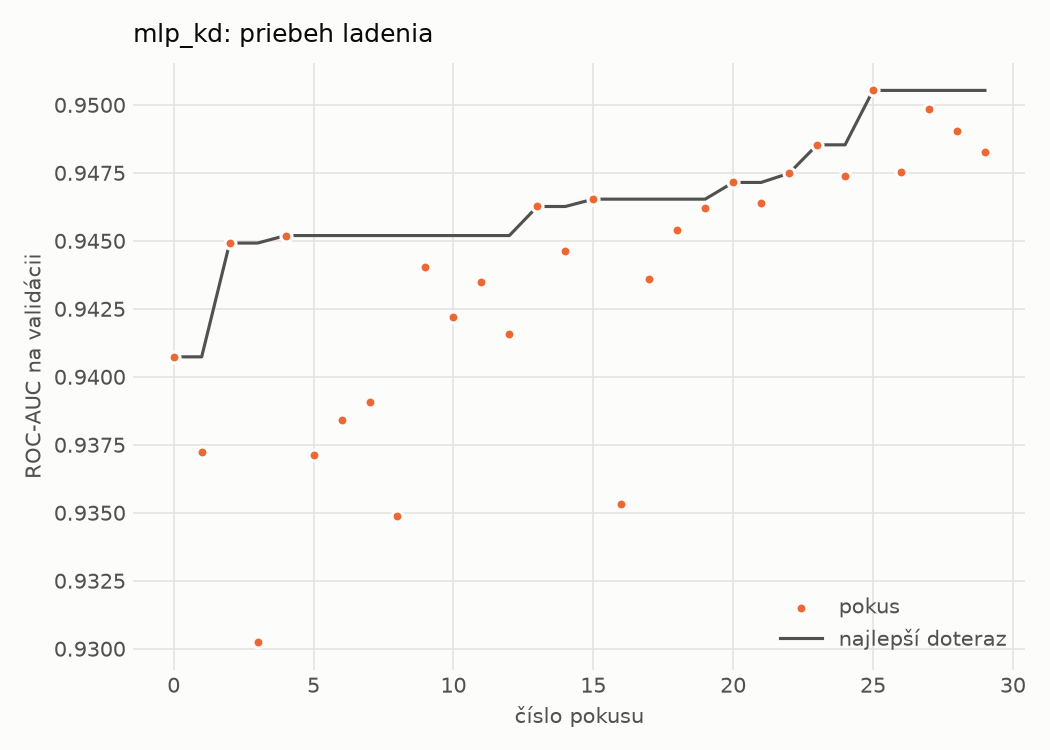 mlp_kd: priebeh ladenia
ROC-AUC na validácii
0.9500
0.9475
0.9450
0.9425
0.9400
0.9375
0.9350
0.9325
0.9300
pokus
najlepší doteraz
0 5 10 15 20 25 30
číslo pokusu